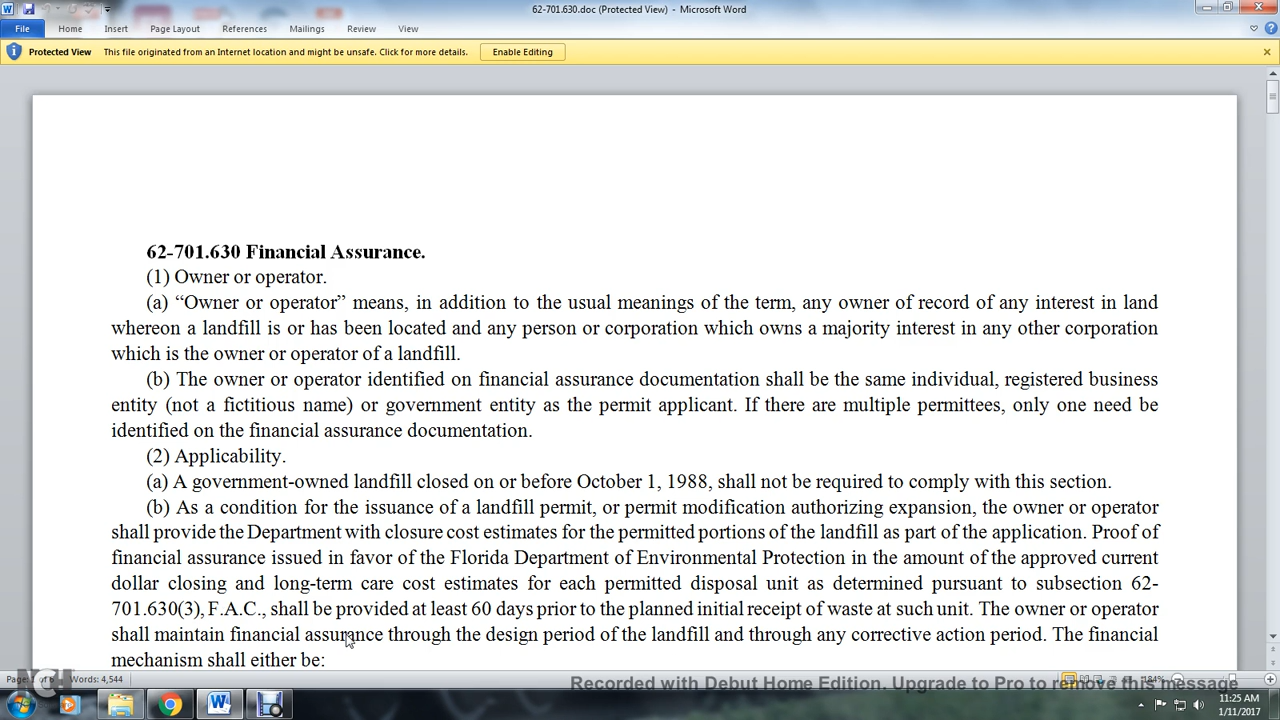 62-701.630.doc (Protected View) - Microsoft Word
File Home Insert Page Layout References Mailings Review View
Protected View This file originated from an Internet location and might be unsafe. Click for more details. Enable Editing
62-701.630 Financial Assurance.
(1) Owner or operator.
(a) “Owner or operator” means, in addition to the usual meanings of the term, any owner of record of any interest in land
whereon a landfill is or has been located and any person or corporation which owns a majority interest in any other corporation
which is the owner or operator of a landfill.
(b) The owner or operator identified on financial assurance documentation shall be the same individual, registered business
entity (not a fictitious name) or government entity as the permit applicant. If there are multiple permittees, only one need be
identified on the financial assurance documentation.
(2) Applicability.
(a) A government-owned landfill closed on or before October 1, 1988, shall not be required to comply with this section.
(b) As a condition for the issuance of a landfill permit, or permit modification authorizing expansion, the owner or operator
shall provide the Department with closure cost estimates for the permitted portions of the landfill as part of the application. Proof of
financial assurance issued in favor of the Florida Department of Environmental Protection in the amount of the approved current
dollar closing and long-term care cost estimates for each permitted disposal unit as determined pursuant to subsection 62-
701.630(3), F.A.C., shall be provided at least 60 days prior to the planned initial receipt of waste at such unit. The owner or operator
shall maintain financial assurance through the design period of the landfill and through any corrective action period. The financial
mechanism shall either be:
Page: 1 of 6 Words: 4,544 184%
NCH
Recorded with Debut Home Edition. Upgrade to Pro to remove this message
11:25 AM
1/11/2017